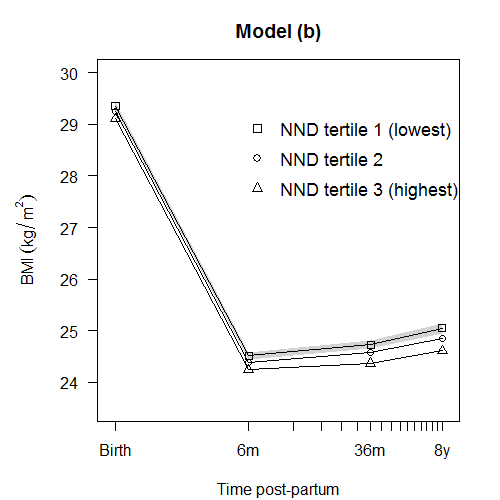 Model (b)
30
29
28
27
26
25
24
BMI (kg/m²)
NND tertile 1 (lowest)
NND tertile 2
NND tertile 3 (highest)
Birth 6m 36m 8y
Time post-partum